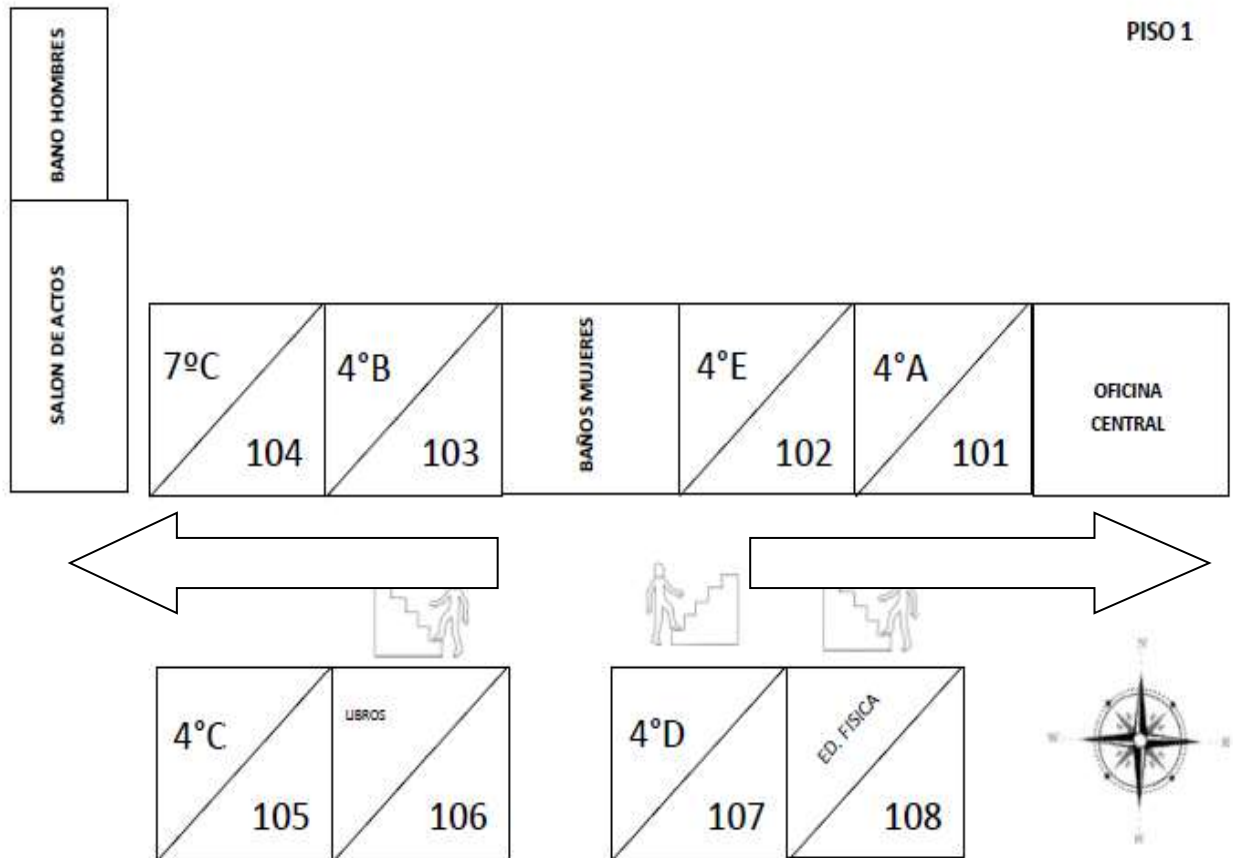 PISO 1
BANO HOMBRES
SALON DE ACTOS
7ºC
104
4°B
103
BAÑOS MUJERES
4°E
102
4°A
101
OFICINA
CENTRAL
4°C
105
LIBROS
106
4°D
107
ED. FISICA
108